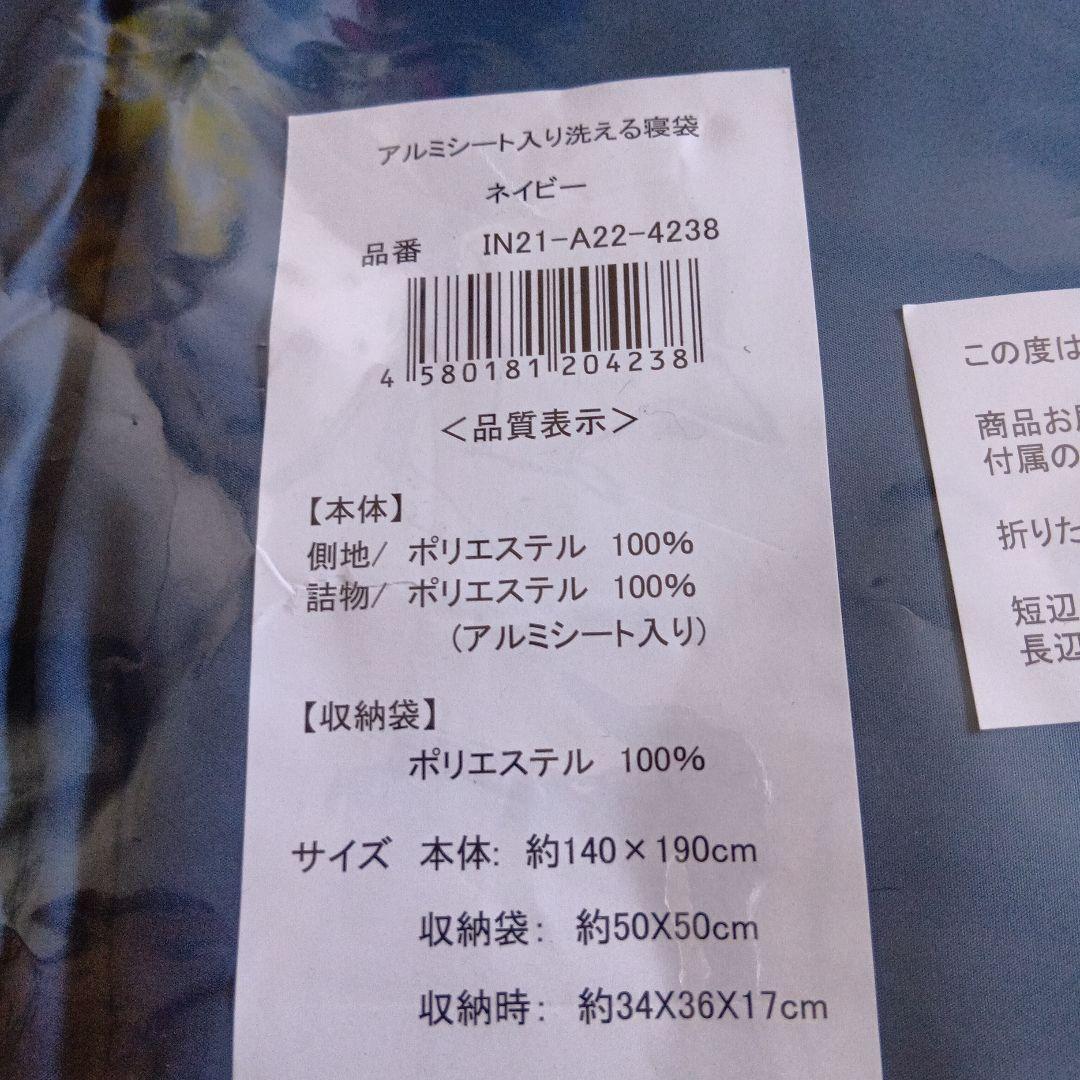 アルミシート入り洗える寝袋
ネイビー
品番 IN21-A22-4238
4 580181 204238
＜品質表示＞
【本体】
側地/ ポリエステル 100%
詰物/ ポリエステル 100%
(アルミシート入り)
【収納袋】
ポリエステル 100%
サイズ 本体: 約140×190cm
収納袋: 約50X50cm
収納時: 約34X36X17cm
この度は
商品お
付属の
折りた
短辺
長辺